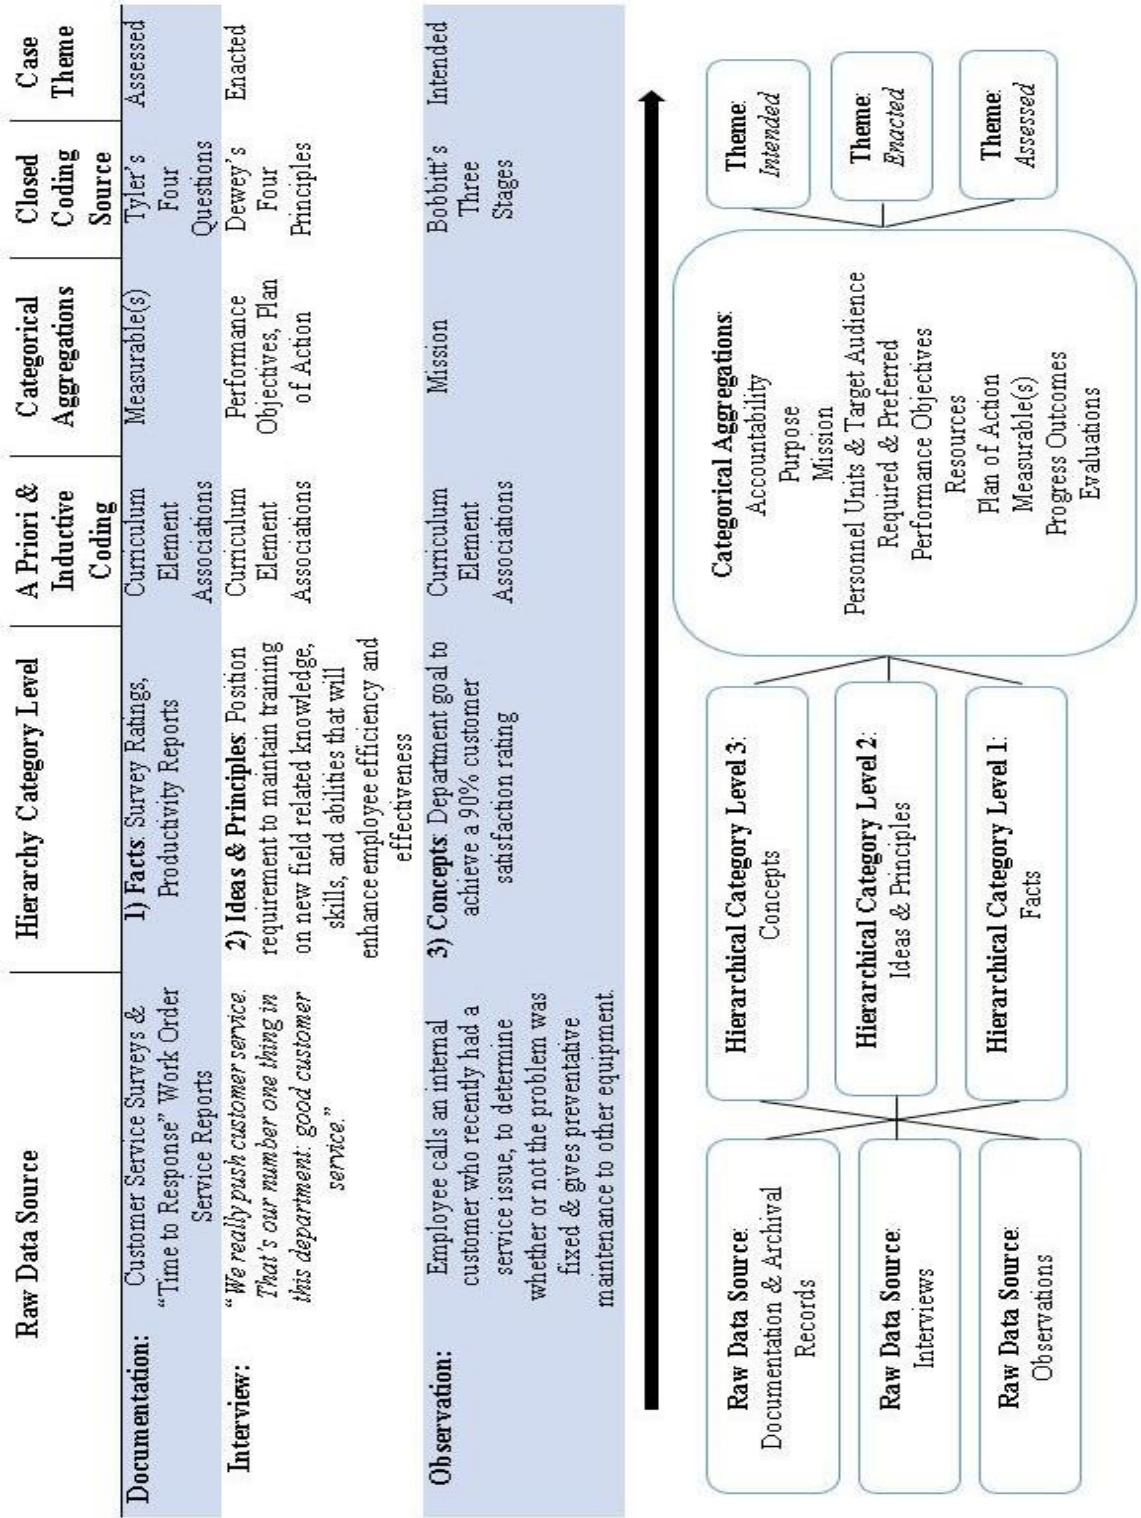 Raw Data Source
Hierarchy Category Level
A Priori &
Inductive
Coding
Categorical
Aggregations
Closed
Coding
Source
Case
Theme
Documentation:
Customer Service Surveys &
“Time to Response” Work Order
Service Reports
1) Facts: Survey Ratings,
Productivity Reports
Curriculum
Element
Associations
Measurable(s)
Tyler's
Four
Questions
Assessed
Interview:
“We really push customer service.
That's our number one thing in
this department: good customer
service.”
2) Ideas & Principles: Position
requirement to maintain training
on new field related knowledge,
skills, and abilities that will
enhance employee efficiency and
effectiveness
Curriculum
Element
Associations
Performance
Objectives, Plan
of Action
Dewey's
Four
Principles
Enacted
Observation:
Employee calls an internal
customer who recently had a
service issue, to determine
whether or not the problem was
fixed & gives preventative
maintenance to other equipment.
3) Concepts: Department goal to
achieve a 90% customer
satisfaction rating
Curriculum
Element
Associations
Mission
Bobbitt's
Three
Stages
Intended
Raw Data Source:
Documentation & Archival
Records
Raw Data Source:
Interviews
Raw Data Source:
Observations
Hierarchical Category Level 3:
Concepts
Hierarchical Category Level 2:
Ideas & Principles
Hierarchical Category Level 1:
Facts
Categorical Aggregations:
Accountability
Purpose
Mission
Personnel Units & Target Audience
Required & Preferred
Performance Objectives
Resources
Plan of Action
Measurable(s)
Progress Outcomes
Evaluations
Theme:
Intended
Theme:
Enacted
Theme:
Assessed